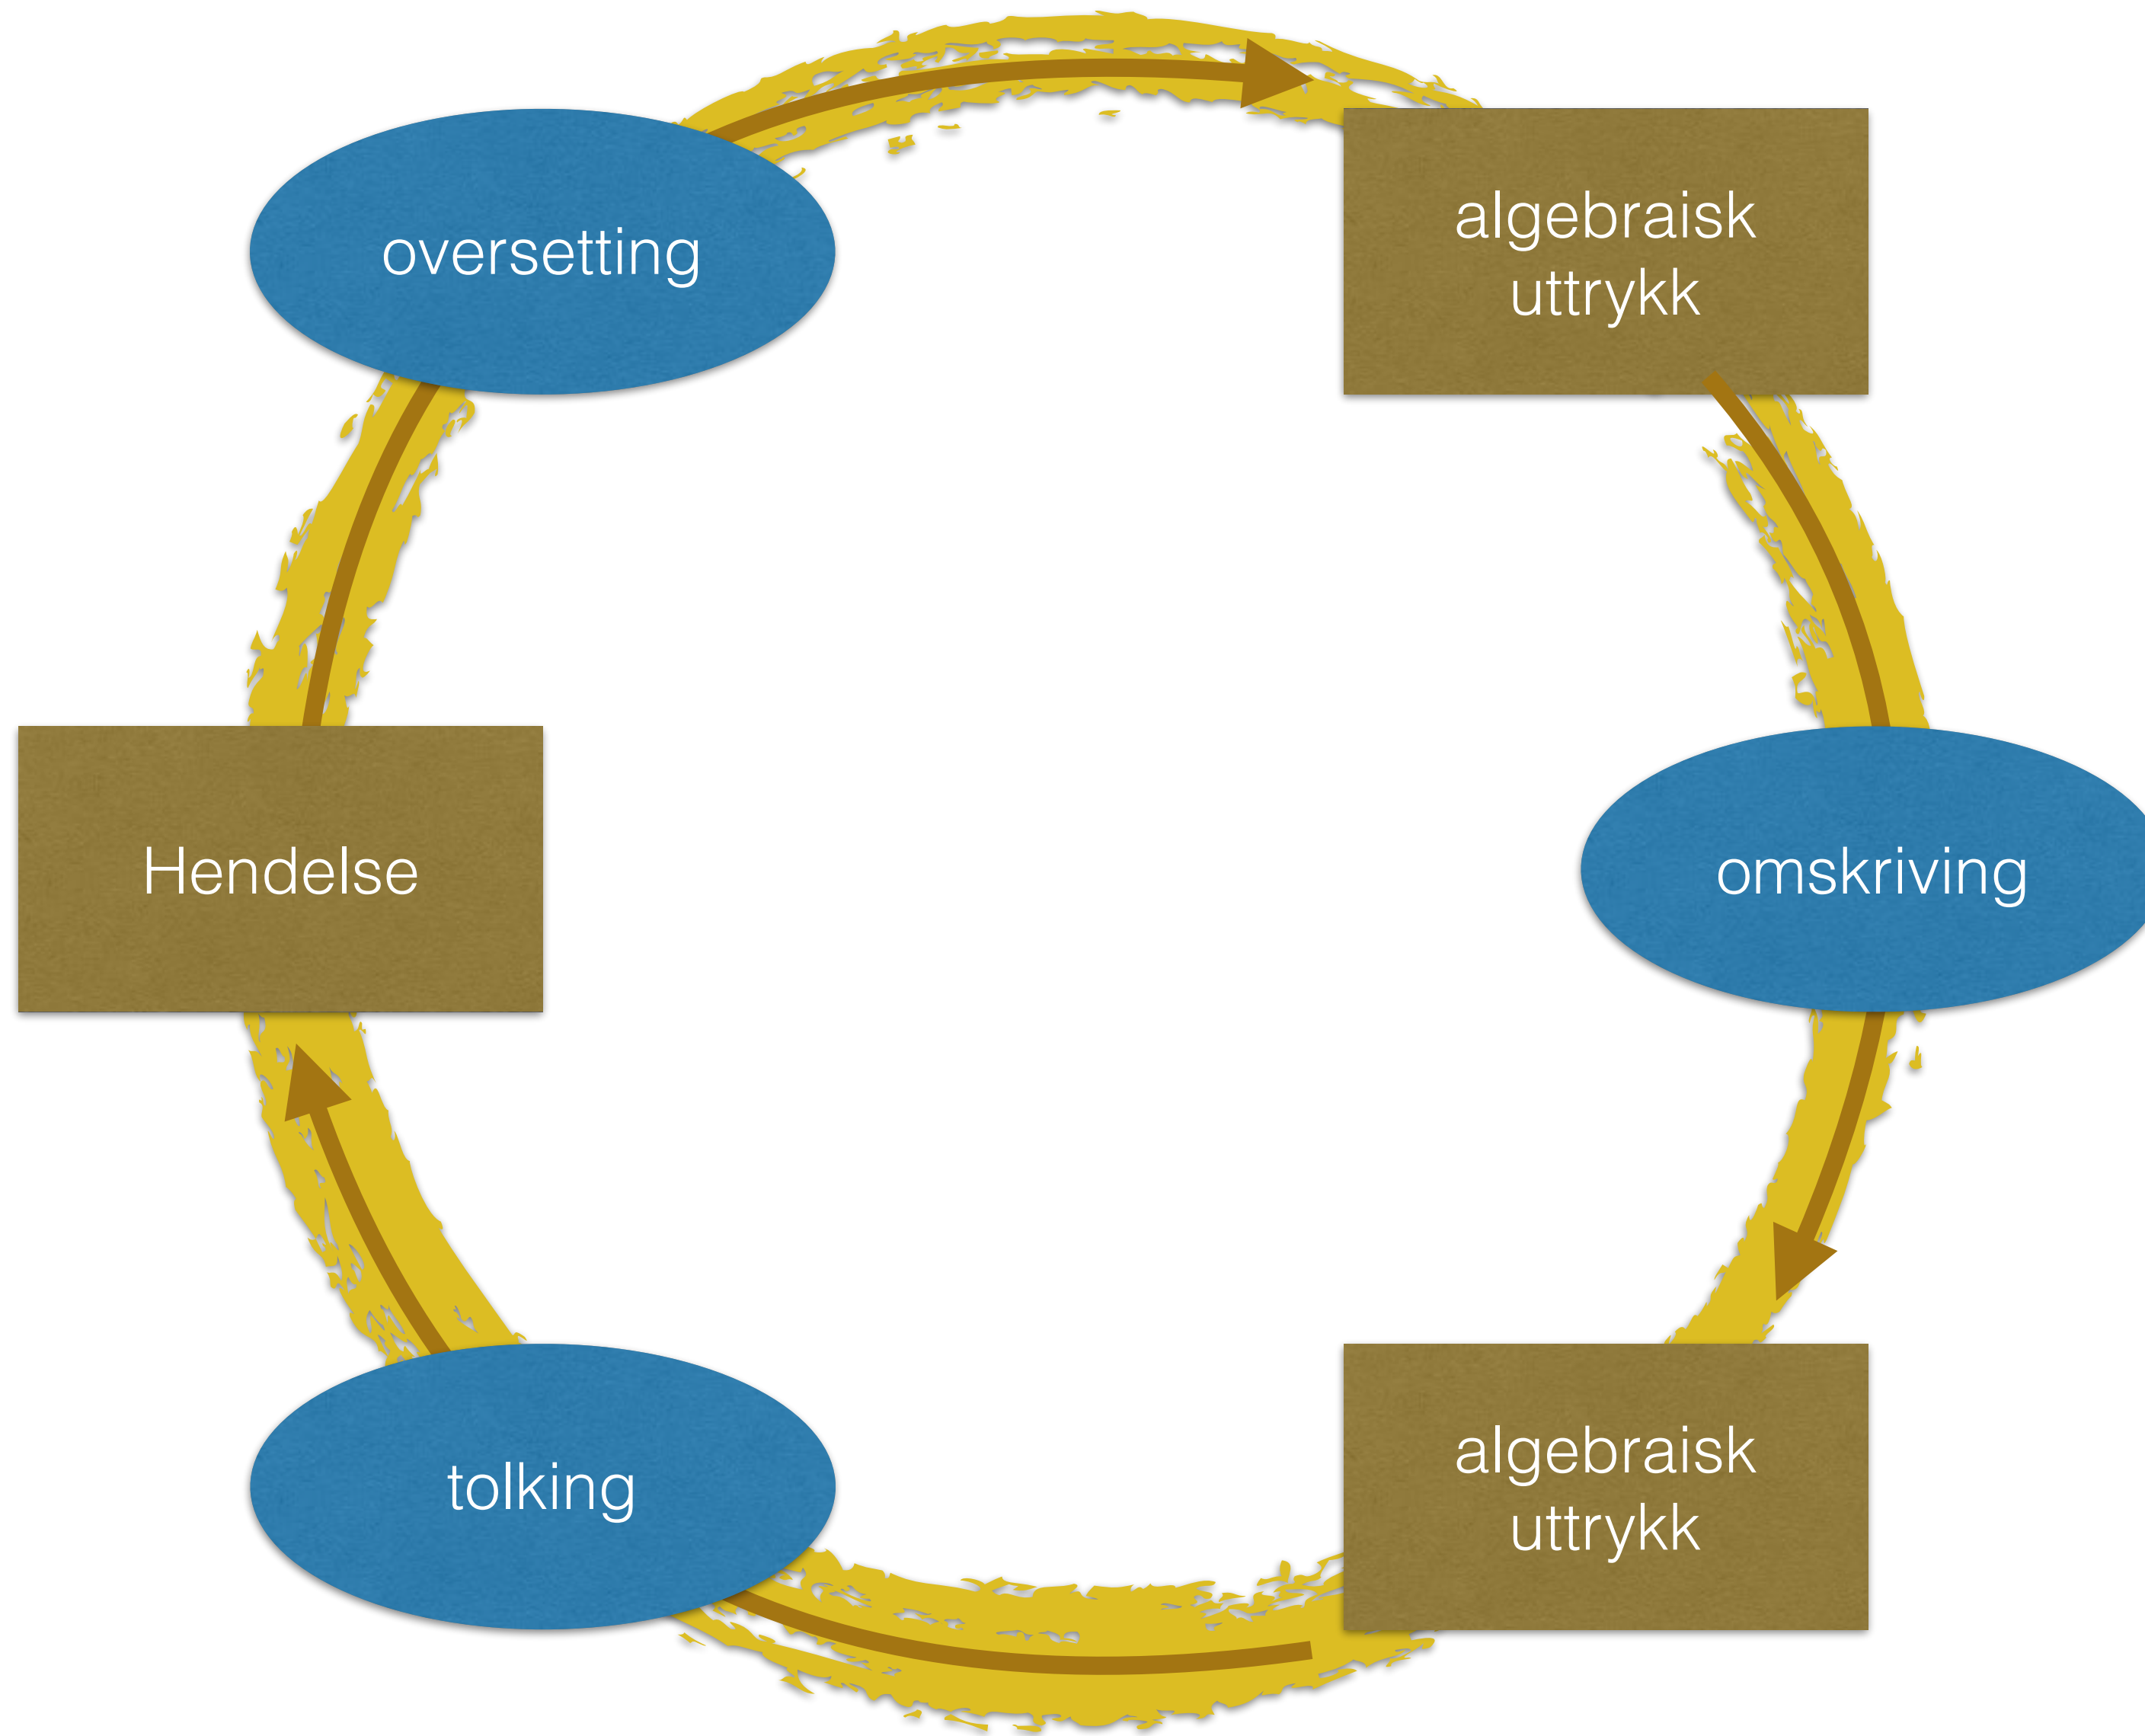 oversetting
algebraisk
uttrykk
Hendelse
omskriving
tolking
algebraisk
uttrykk